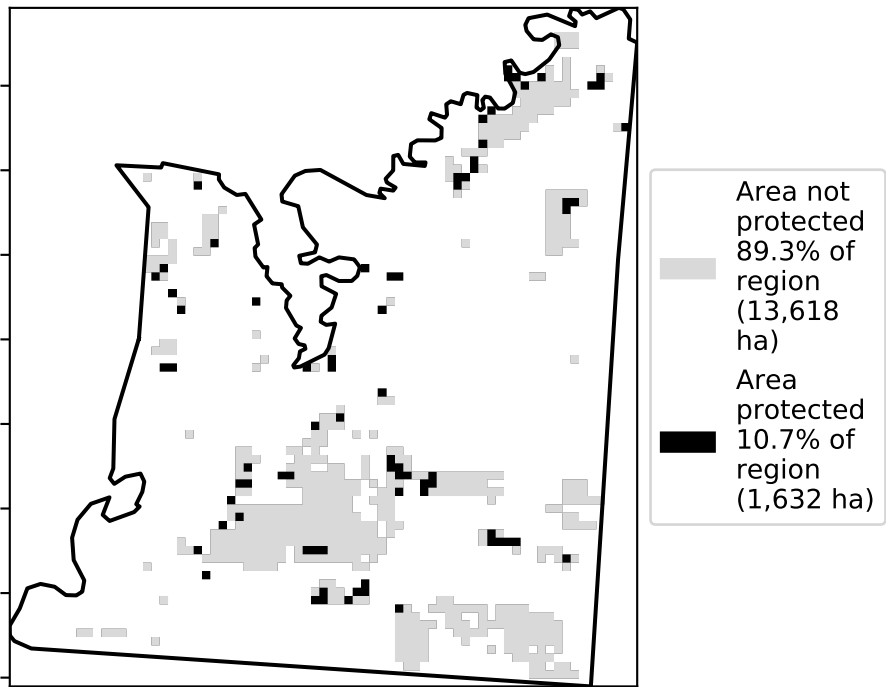 Area not
protected
89.3% of
region
(13,618
ha)
Area
protected
10.7% of
region
(1,632 ha)